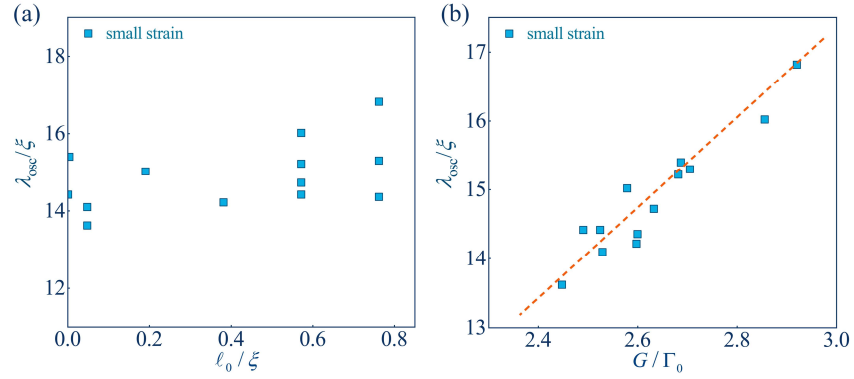 (a)
small strain
18
16
14
12
λosc/ξ
0.0 0.2 0.4 0.6 0.8
ℓ0/ξ
(b)
small strain
17
16
15
14
13
λosc/ξ
2.4 2.6 2.8 3.0
G/Γ0